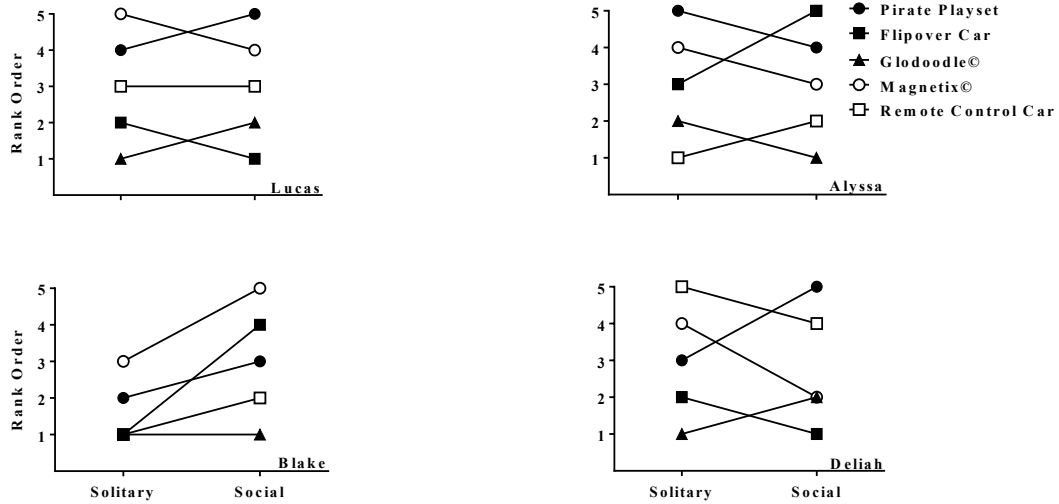 5
4
3
2
1
Rank Order
Lucas
5
4
3
2
1
Alyssa
Pirate Playset
Flipover Car
Glodoodle©
Magnetix©
Remote Control Car
5
4
3
2
1
Rank Order
Blake
Solitary Social
5
4
3
2
1
Deliah
Solitary Social